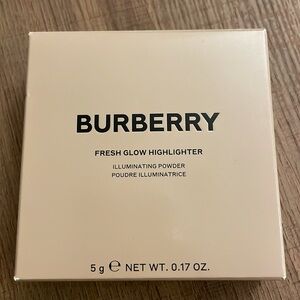 BURBERRY
FRESH GLOW HIGHLIGHTER
ILLUMINATING POWDER
POUDRE ILLUMINATRICE
5 g ℮ NET WT. 0.17 OZ.